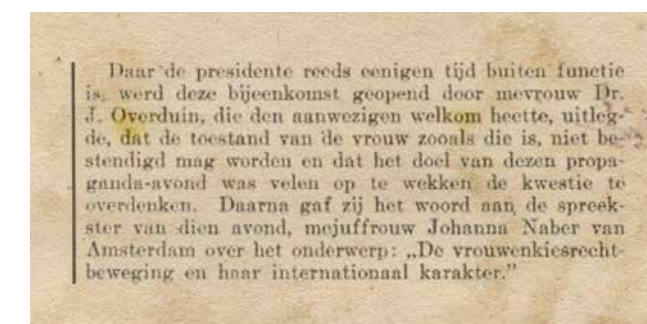 Daar de presidente reeds eenigen tijd buiten functie
is, werd deze bijeenkomst geopend door mevrouw Dr.
J. Overduin, die den aanwezigen welkom heette, uitleg-
de, dat de toestand van de vrouw zooals die is, niet be-
stendigd mag worden en dat het doel van dezen propa-
ganda-avond was velen op te wekken de kwestie te
overdenken. Daarna gaf zij het woord aan de spreek-
ster van dien avond, mejuffrouw Johanna Naber van
Amsterdam over het onderwerp: „De vrouwenkiesrecht-
beweging en haar internationaal karakter.”